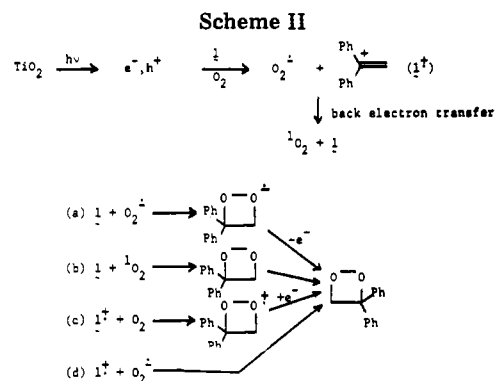 Scheme II
TiO2 hν e⁻,h⁺ 1 O2 O2∸ + Ph Ph + (1⁺)
back electron transfer
¹O2 + 1
(a) 1 + O2∸ Ph Ph O—O ∸ -e⁻
(b) 1 + ¹O2 Ph Ph O—O
(c) 1⁺ + O2 Ph Ph O—O + +e⁻
O—O Ph Ph
(d) 1⁺ + O2∸